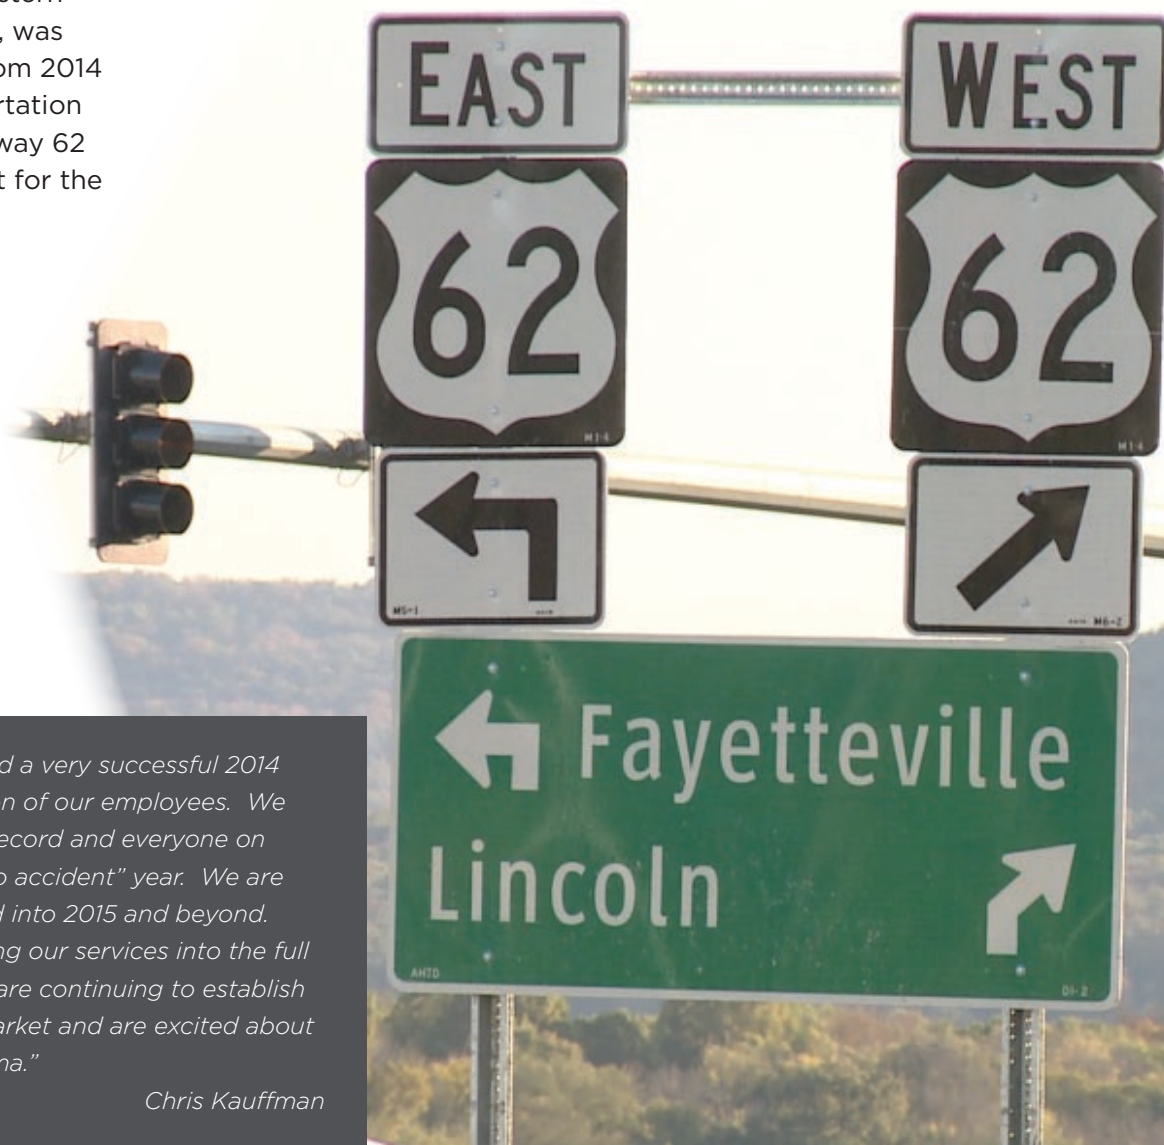 , was
om 2014
rtation
way 62
t for the
EAST
WEST
62
62
M1-4
M1-4
M5-1
M6-2
Fayetteville
Lincoln
AHTD
D1-2
d a very successful 2014
n of our employees. We
record and everyone on
o accident” year. We are
d into 2015 and beyond.
ng our services into the full
are continuing to establish
arket and are excited about
ma.”
Chris Kauffman